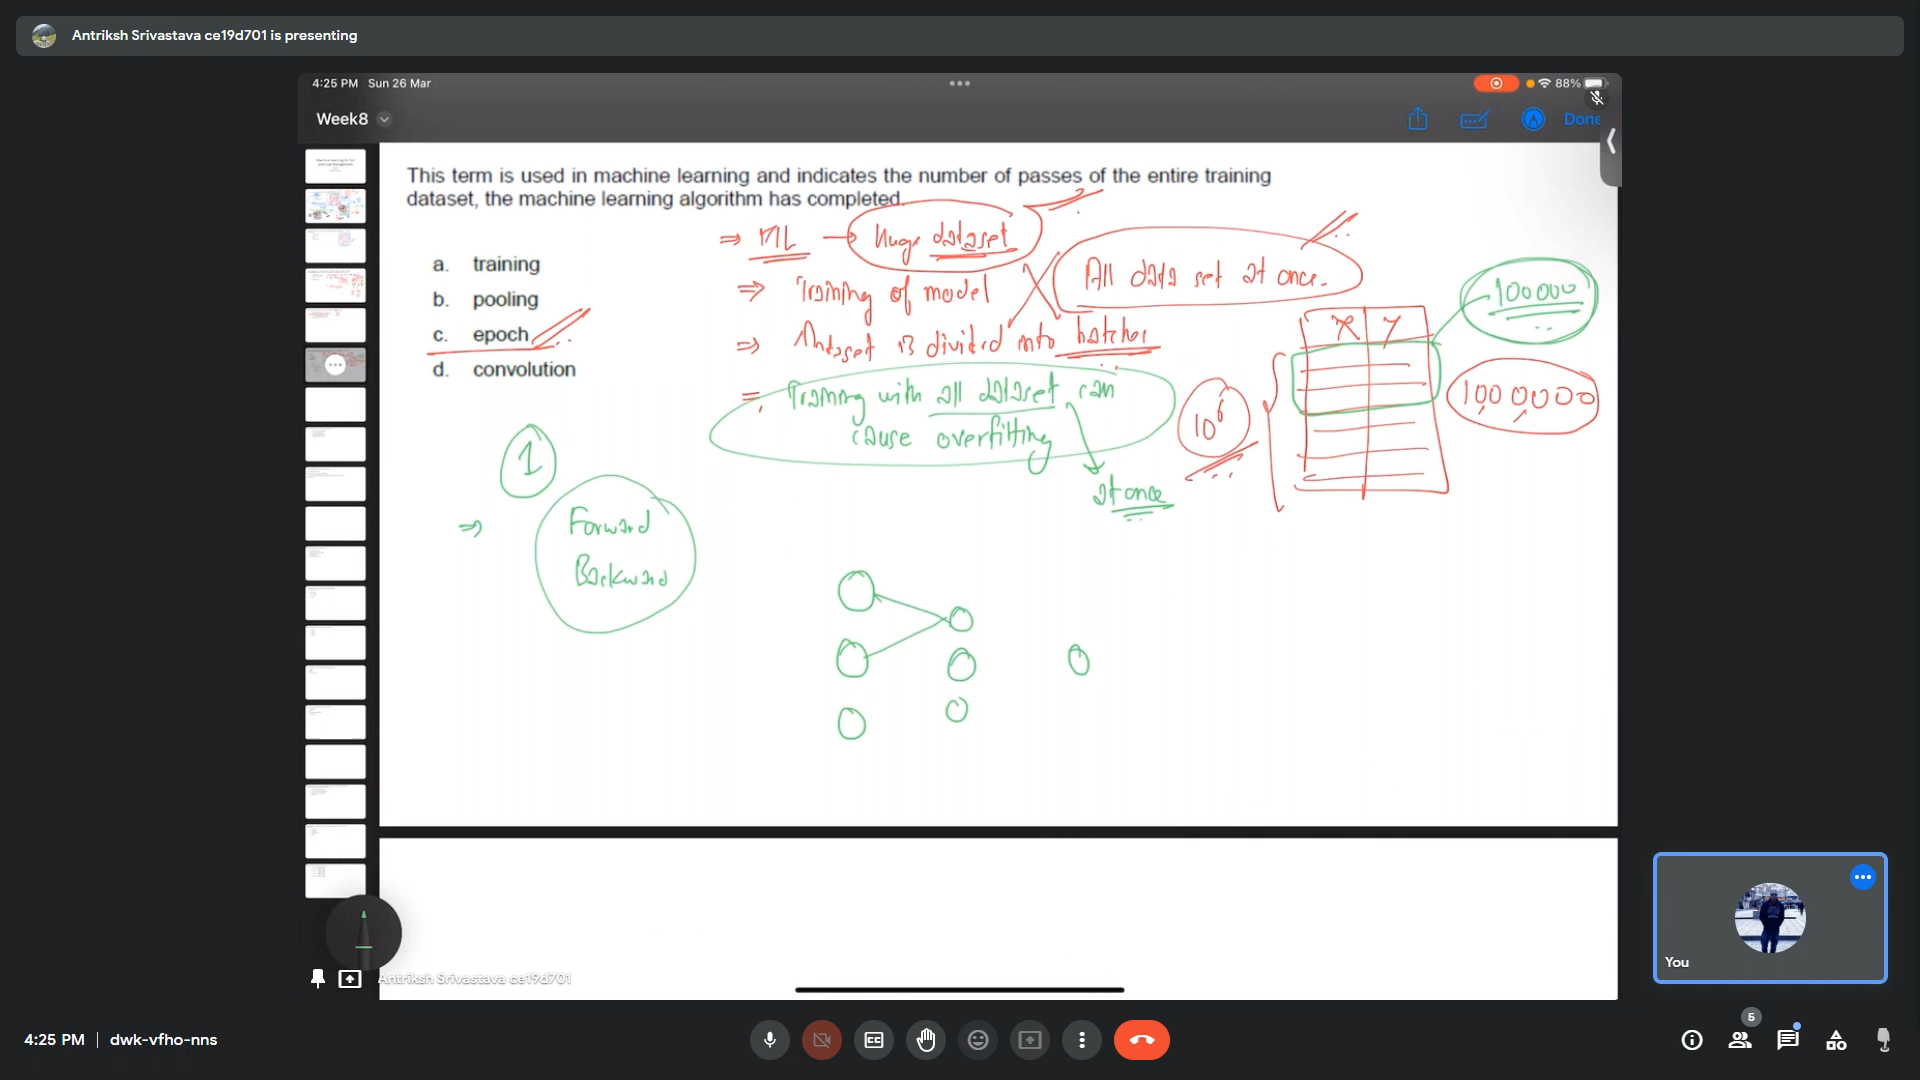 Antriksh Srivastava ce19d701 is presenting
4:25 PM Sun 26 Mar
88%
Week8
Done
This term is used in machine learning and indicates the number of passes of the entire training
dataset, the machine learning algorithm has completed.
a. training
b. pooling
c. epoch
d. convolution
⇒ ML → Huge dataset
⇒ Training of model
All data set at once.
⇒ Dataset is divided into batches
= Training with all dataset can
cause overfitting
at once
X Y
100000
1000000
10⁶
1
⇒ Forward
Backward
Antriksh Srivastava ce19d701
You
4:25 PM | dwk-vfho-nns
5